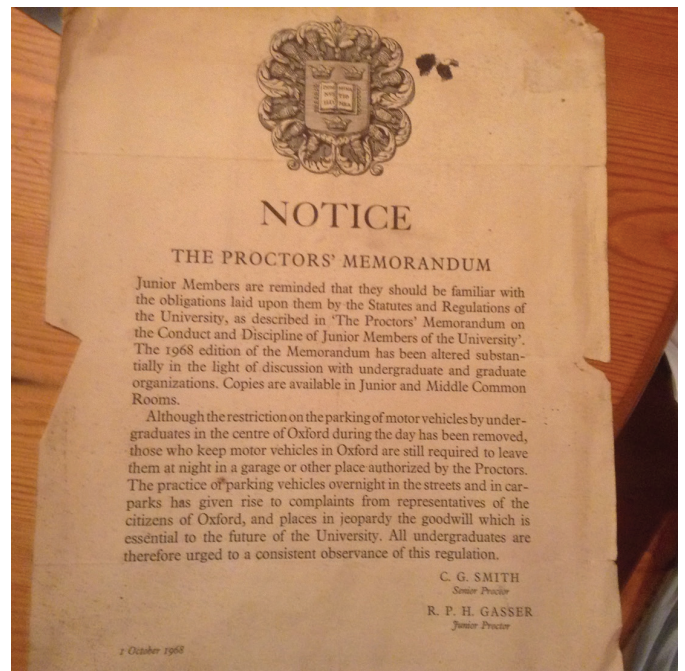 NOTICE
THE PROCTORS' MEMORANDUM
Junior Members are reminded that they should be familiar with
the obligations laid upon them by the Statutes and Regulations of
the University, as described in 'The Proctors' Memorandum on
the Conduct and Discipline of Junior Members of the University'.
The 1968 edition of the Memorandum has been altered substan-
tially in the light of discussion with undergraduate and graduate
organizations. Copies are available in Junior and Middle Common
Rooms.
Although the restriction on the parking of motor vehicles by under-
graduates in the centre of Oxford during the day has been removed,
those who keep motor vehicles in Oxford are still required to leave
them at night in a garage or other place authorized by the Proctors.
The practice of parking vehicles overnight in the streets and in car-
parks has given rise to complaints from representatives of the
citizens of Oxford, and places in jeopardy the goodwill which is
essential to the future of the University. All undergraduates are
therefore urged to a consistent observance of this regulation.
C. G. SMITH
Senior Proctor
R. P. H. GASSER
Junior Proctor
October 1968